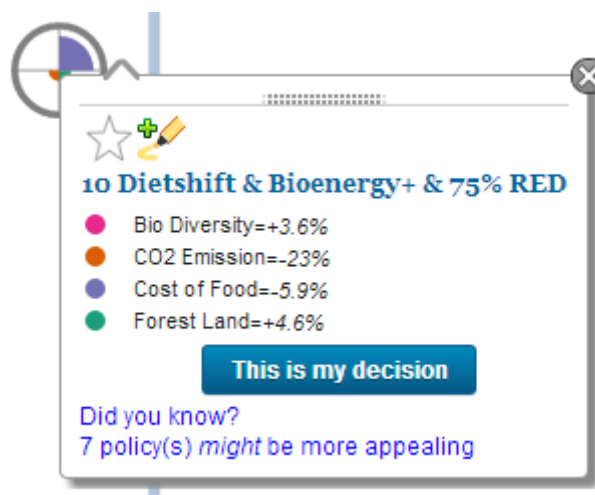 10 Dietshift & Bioenergy+ & 75% RED
Bio Diversity=+3.6%
CO2 Emission=-23%
Cost of Food=-5.9%
Forest Land=+4.6%
This is my decision
Did you know?
7 policy(s) might be more appealing